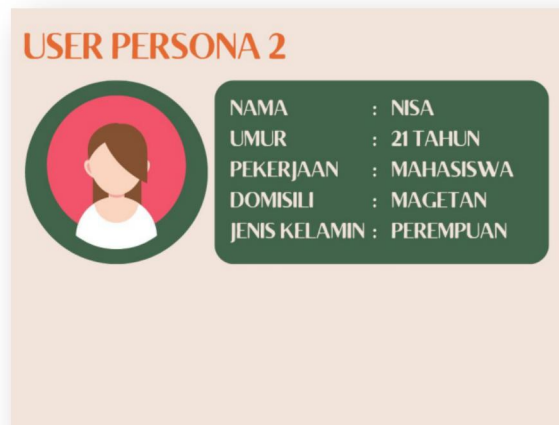 USER PERSONA 2
NAMA : NISA
UMUR : 21 TAHUN
PEKERJAAN : MAHASISWA
DOMISILI : MAGETAN
JENIS KELAMIN : PEREMPUAN